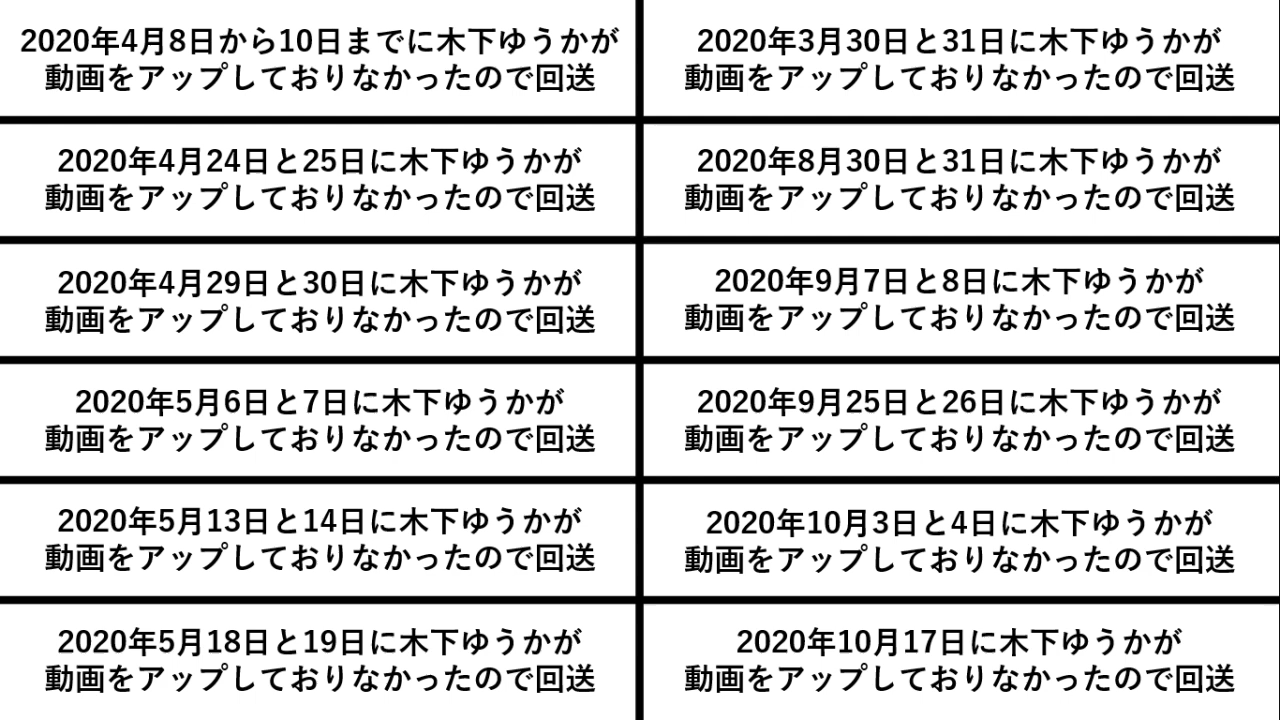 2020年4月8日から10日までに木下ゆうかが
動画をアップしておりなかったので回送
2020年3月30日と31日に木下ゆうかが
動画をアップしておりなかったので回送
2020年4月24日と25日に木下ゆうかが
動画をアップしておりなかったので回送
2020年8月30日と31日に木下ゆうかが
動画をアップしておりなかったので回送
2020年4月29日と30日に木下ゆうかが
動画をアップしておりなかったので回送
2020年9月7日と8日に木下ゆうかが
動画をアップしておりなかったので回送
2020年5月6日と7日に木下ゆうかが
動画をアップしておりなかったので回送
2020年9月25日と26日に木下ゆうかが
動画をアップしておりなかったので回送
2020年5月13日と14日に木下ゆうかが
動画をアップしておりなかったので回送
2020年10月3日と4日に木下ゆうかが
動画をアップしておりなかったので回送
2020年5月18日と19日に木下ゆうかが
動画をアップしておりなかったので回送
2020年10月17日に木下ゆうかが
動画をアップしておりなかったので回送